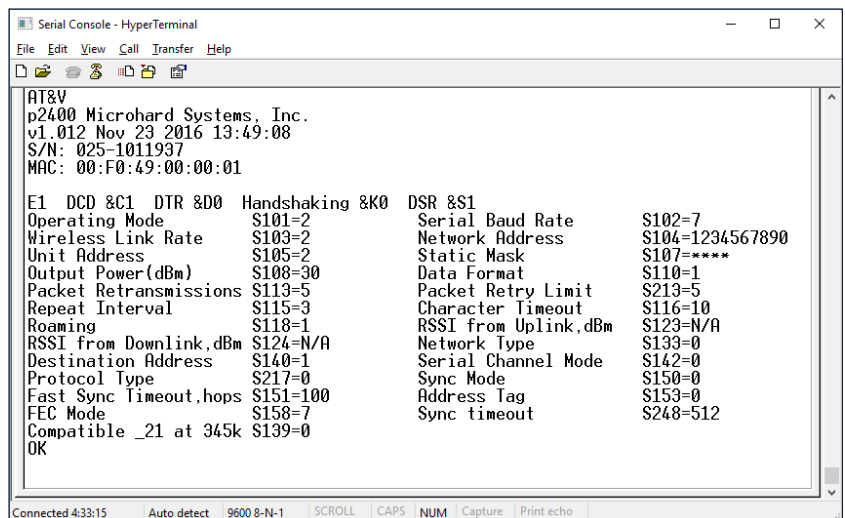 Serial Console - HyperTerminal
File Edit View Call Transfer Help
AT&V
p2400 Microhard Systems, Inc.
v1.012 Nov 23 2016 13:49:08
S/N: 025-1011937
MAC: 00:F0:49:00:00:01
E1 DCD &C1 DTR &D0 Handshaking &K0 DSR &S1
Operating Mode S101=2 Serial Baud Rate S102=7
Wireless Link Rate S103=2 Network Address S104=1234567890
Unit Address S105=2 Static Mask S107=****
Output Power(dBm) S108=30 Data Format S110=1
Packet Retransmissions S113=5 Packet Retry Limit S213=5
Repeat Interval S115=3 Character Timeout S116=10
Roaming S118=1 RSSI from Uplink,dBm S123=N/A
RSSI from Downlink,dBm S124=N/A Network Type S133=0
Destination Address S140=1 Serial Channel Mode S142=0
Protocol Type S217=0 Sync Mode S150=0
Fast Sync Timeout,hops S151=100 Address Tag S153=0
FEC Mode S158=7 Sync timeout S248=512
Compatible _21 at 345k S139=0
OK
Connected 4:33:15 Auto detect 9600 8-N-1 SCROLL CAPS NUM Capture Print echo